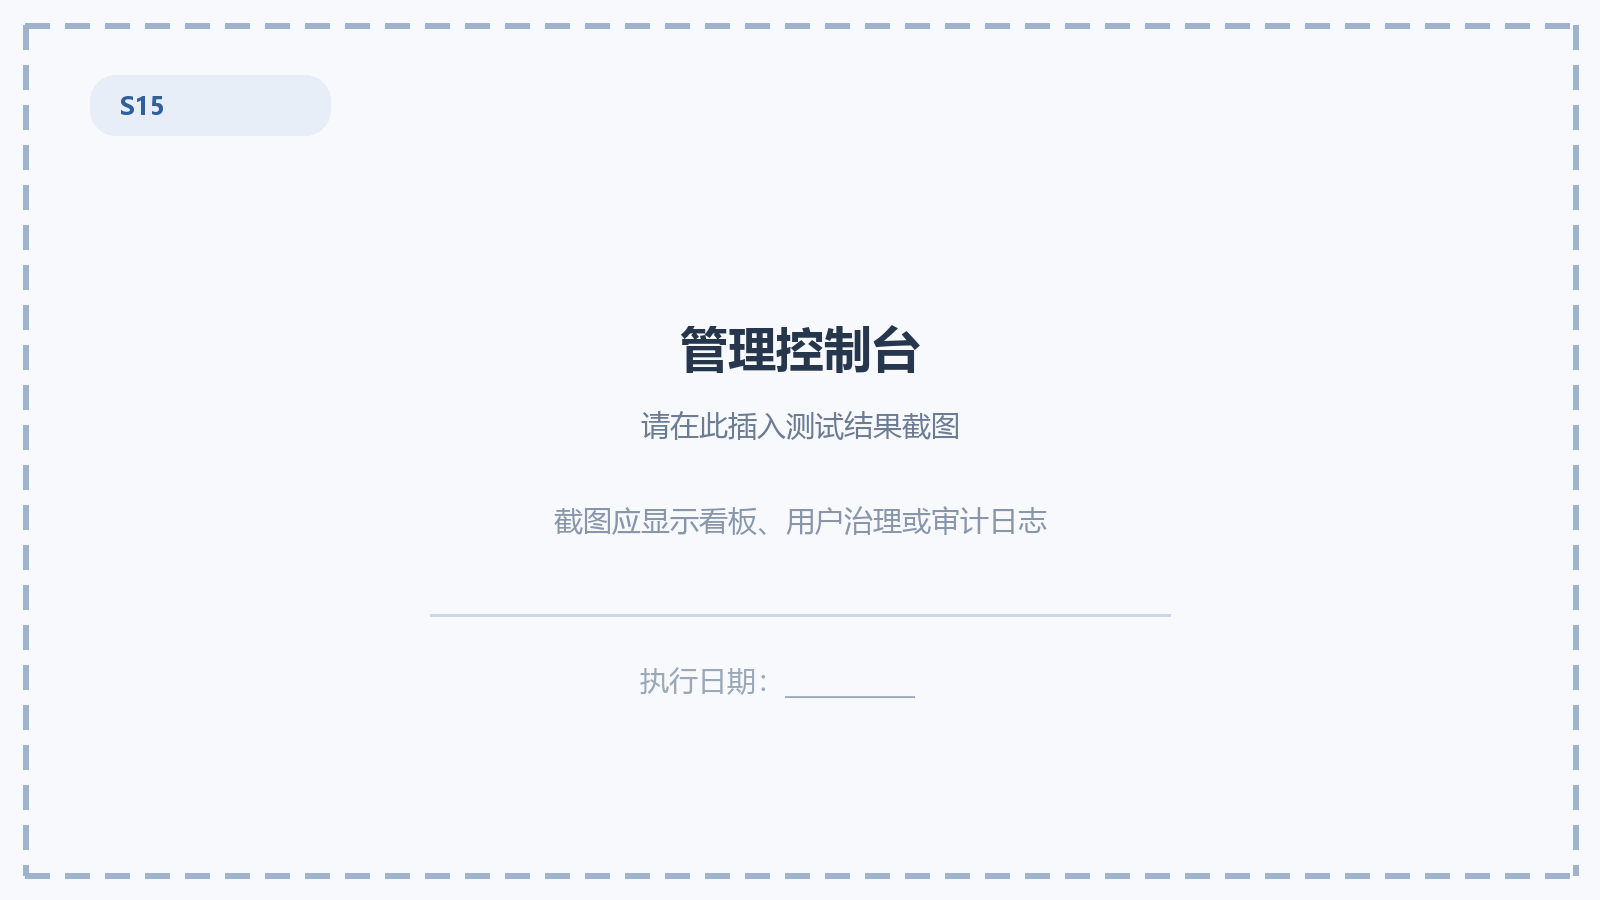 S15
管理控制台
请在此插入测试结果截图
截图应显示看板、用户治理或审计日志
执行日期：__________